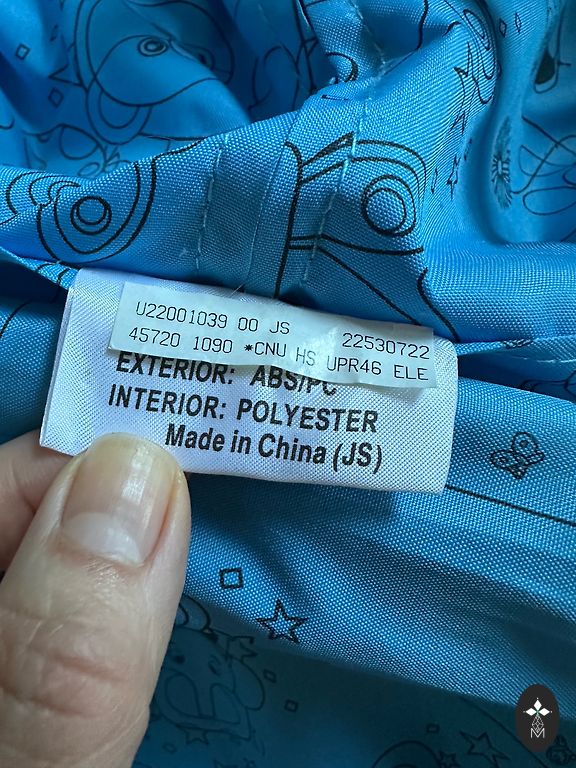 U22001039 00 JS 22530722
45720 1090 *CNU HS UPR46 ELE
EXTERIOR: ABS/PC
INTERIOR: POLYESTER
Made in China (JS)
M